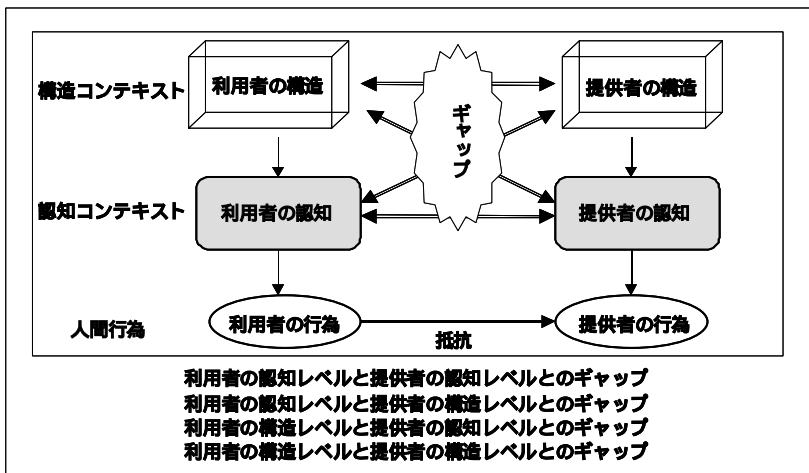 構造コンテキスト
利用者の構造
ギャップ
提供者の構造
認知コンテキスト
利用者の認知
提供者の認知
人間行為
利用者の行為
抵抗
提供者の行為
利用者の認知レベルと提供者の認知レベルとのギャップ
利用者の認知レベルと提供者の構造レベルとのギャップ
利用者の構造レベルと提供者の認知レベルとのギャップ
利用者の構造レベルと提供者の構造レベルとのギャップ